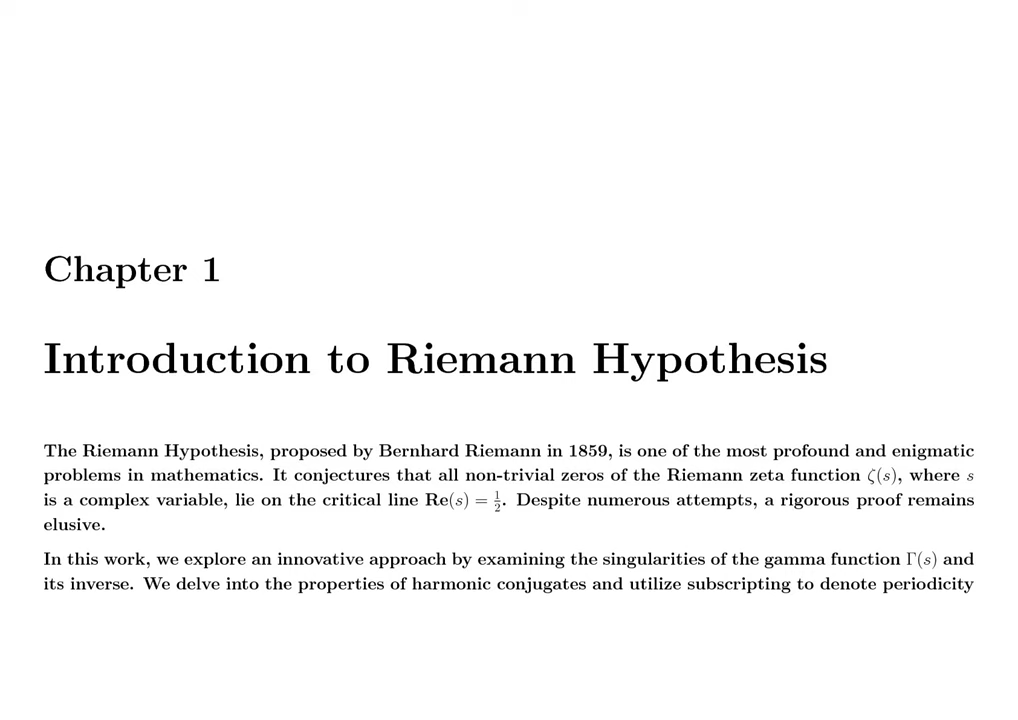 Chapter 1
Introduction to Riemann Hypothesis
The Riemann Hypothesis, proposed by Bernhard Riemann in 1859, is one of the most profound and enigmatic
problems in mathematics. It conjectures that all non-trivial zeros of the Riemann zeta function ζ(s), where s
is a complex variable, lie on the critical line Re(s) = 1/2. Despite numerous attempts, a rigorous proof remains
elusive.
In this work, we explore an innovative approach by examining the singularities of the gamma function Γ(s) and
its inverse. We delve into the properties of harmonic conjugates and utilize subscripting to denote periodicity